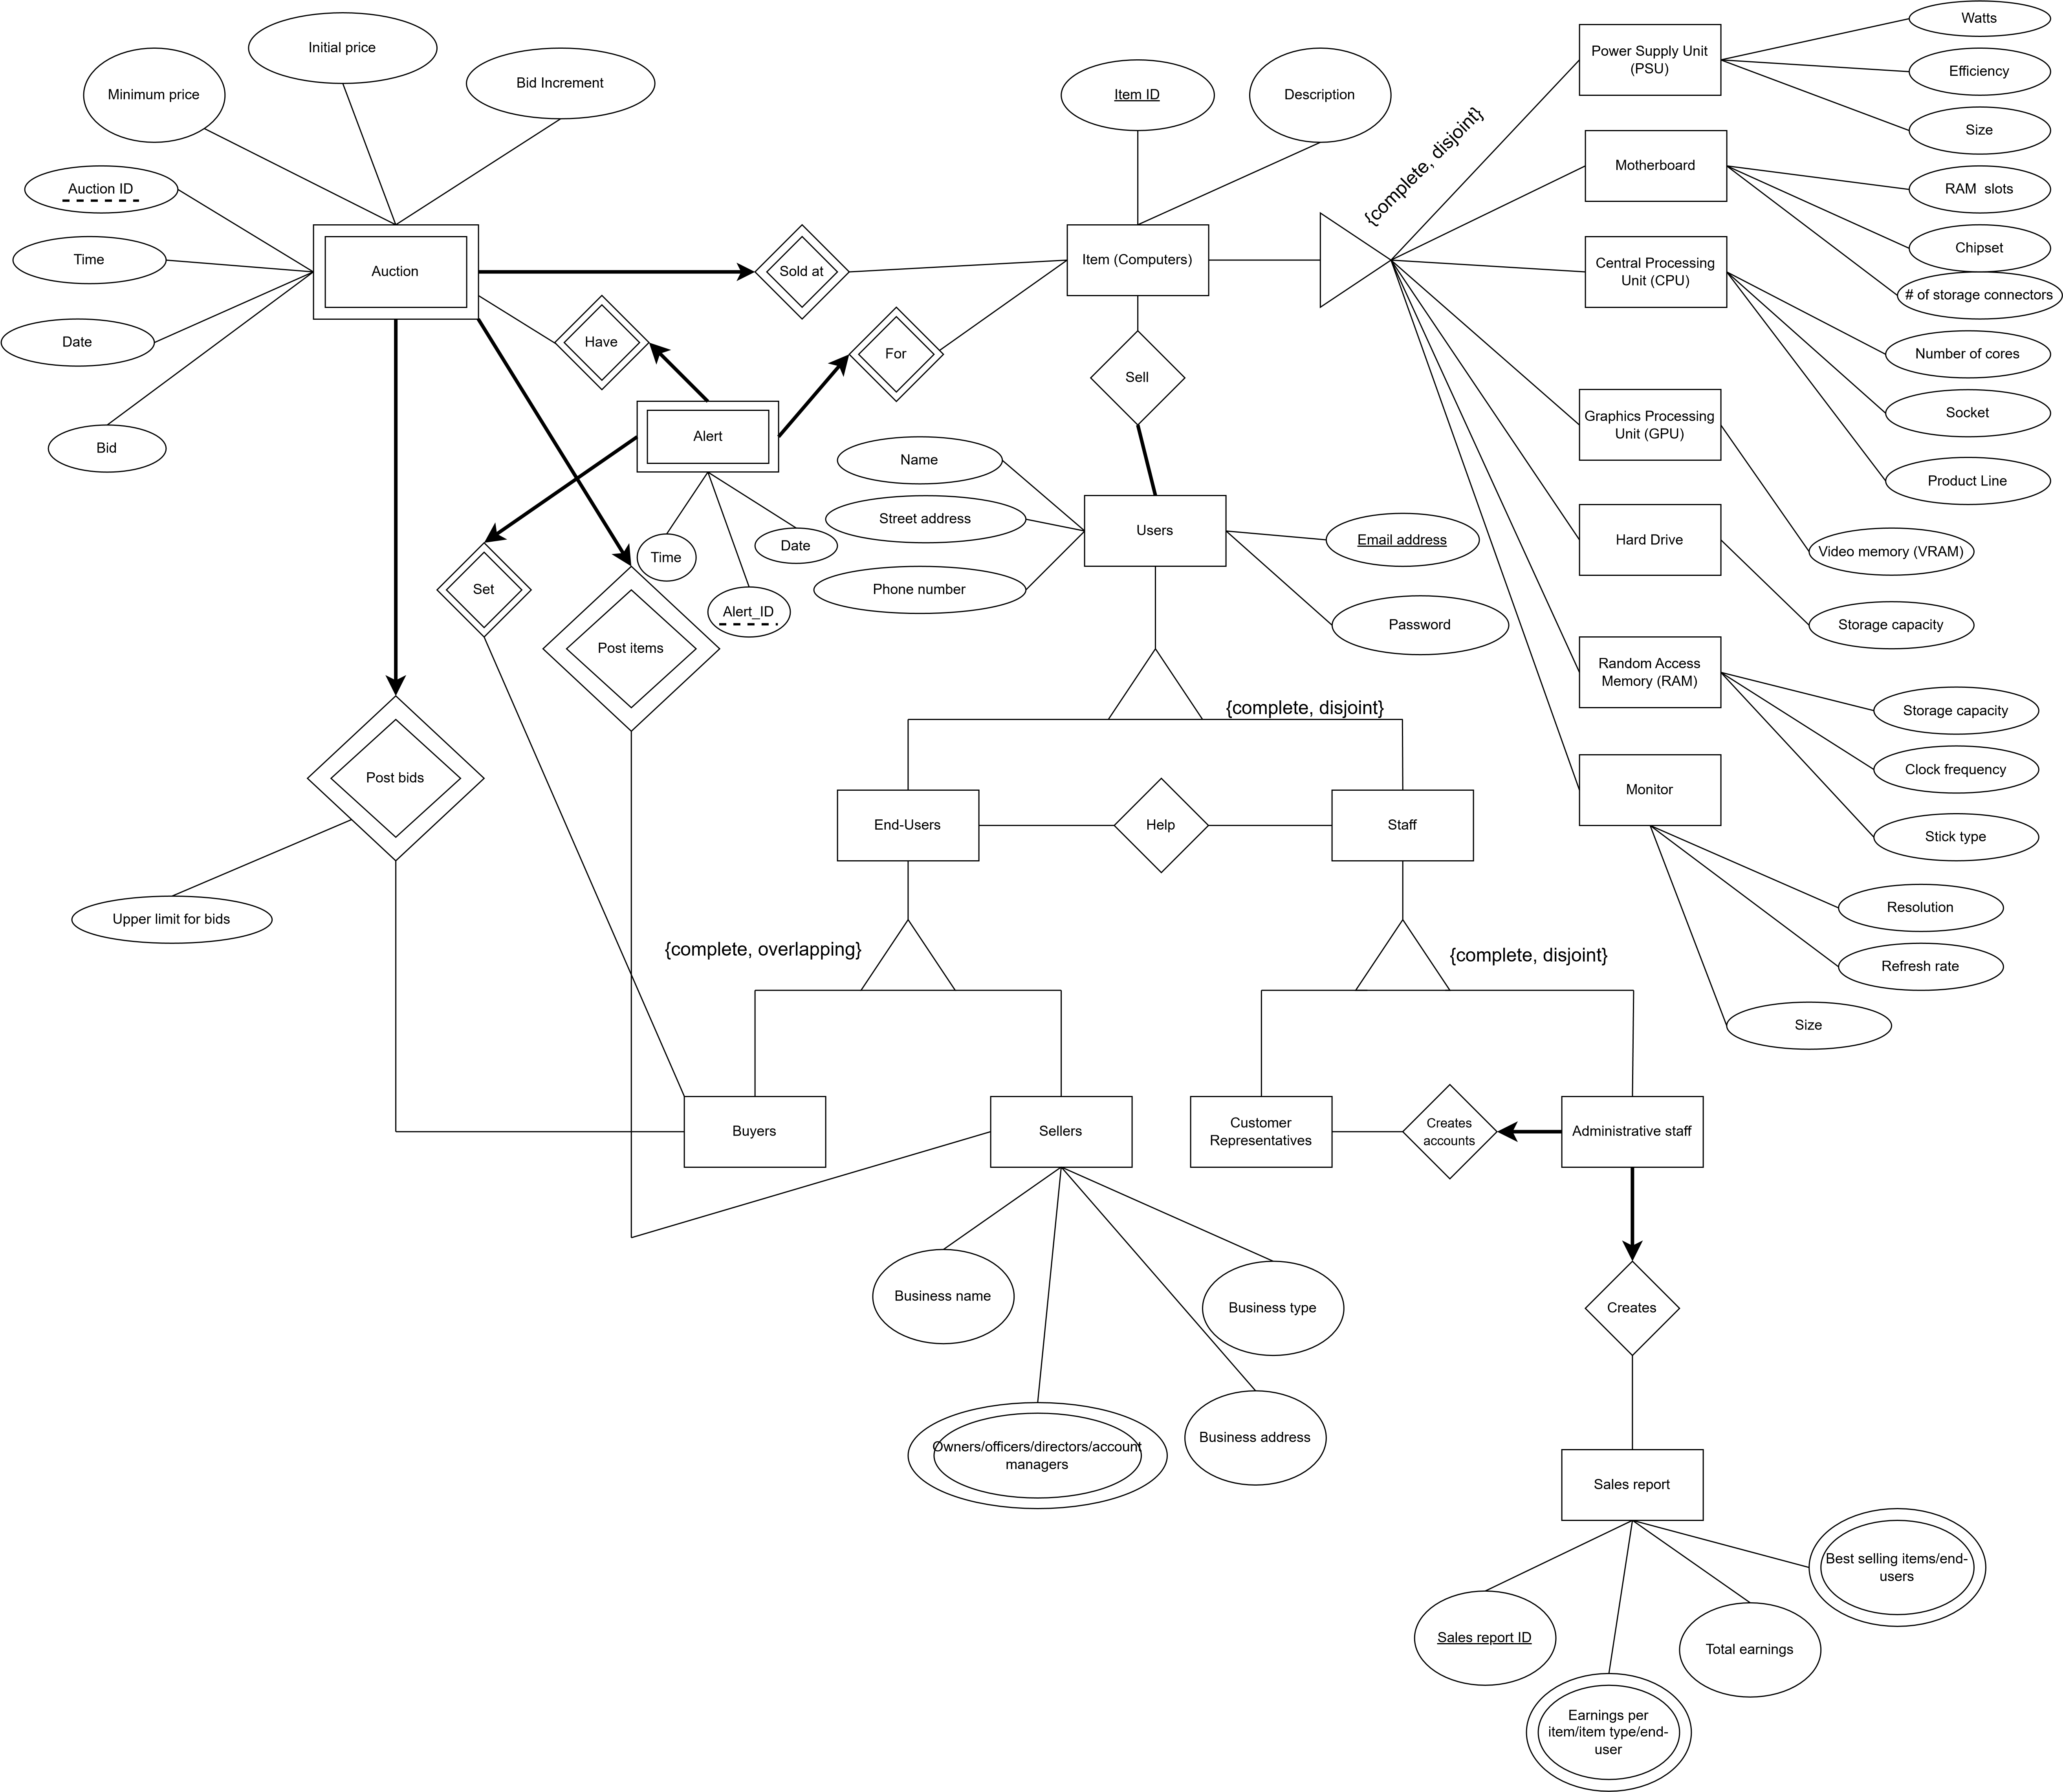 Watts
Initial price
Power Supply Unit
(PSU)
Efficiency
Bid Increment
Minimum price
Item ID
Description
Size
{complete, disjoint}
Motherboard
Auction ID
RAM  slots
Chipset
Time
Auction
Sold at
Item (Computers)
Central Processing
Unit (CPU)
# of storage connectors
Date
Have
For
Number of cores
Sell
Bid
Alert
Graphics Processing
Unit (GPU)
Socket
Name
Product Line
Street address
Users
Email address
Hard Drive
Video memory (VRAM)
Time
Date
Set
Phone number
Alert_ID
Password
Storage capacity
Post items
Random Access
Memory (RAM)
{complete, disjoint}
Storage capacity
Post bids
Clock frequency
Monitor
End-Users
Help
Staff
Stick type
Upper limit for bids
Resolution
{complete, overlapping}
{complete, disjoint}
Refresh rate
Size
Buyers
Sellers
Customer
Representatives
Creates
accounts
Administrative staff
Business name
Business type
Creates
Business address
Owners/officers/directors/account
managers
Sales report
Best selling items/end-
users
Sales report ID
Total earnings
Earnings per
item/item type/end-
user